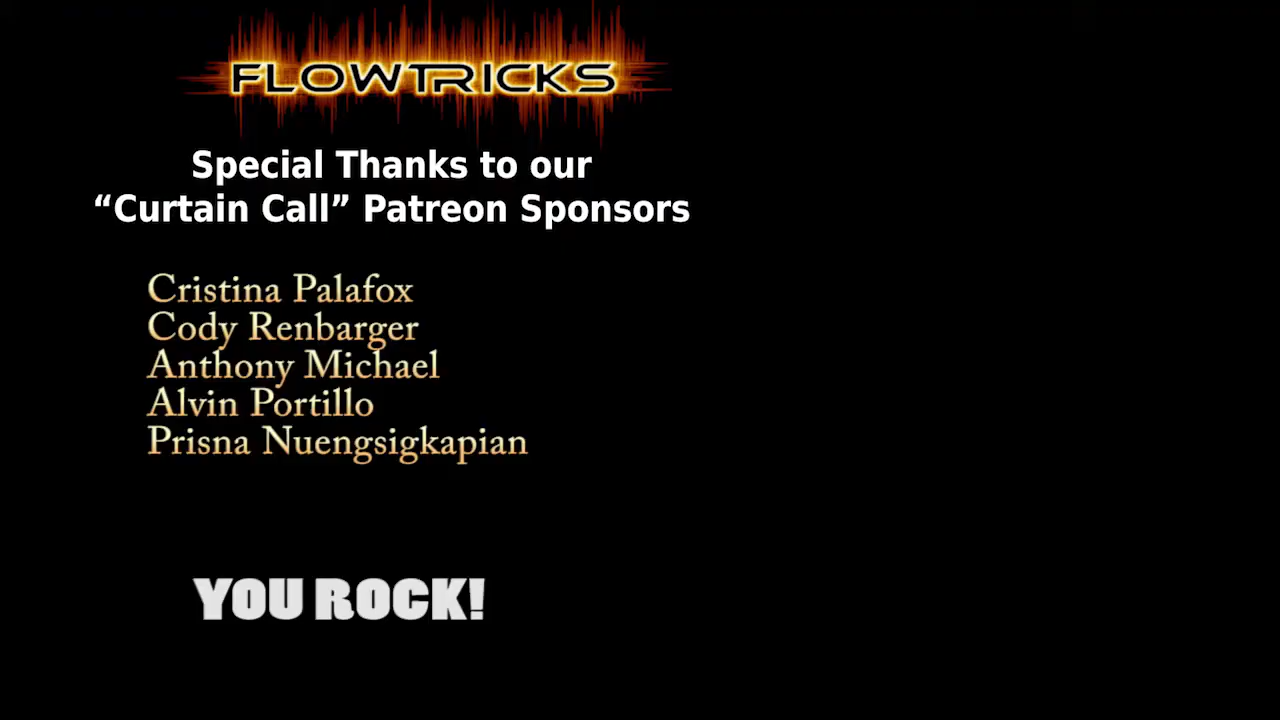 FLOWTRICKS
Special Thanks to our
“Curtain Call” Patreon Sponsors
Cristina Palafox
Cody Renbarger
Anthony Michael
Alvin Portillo
Prisna Nuengsigkapian
YOU ROCK!